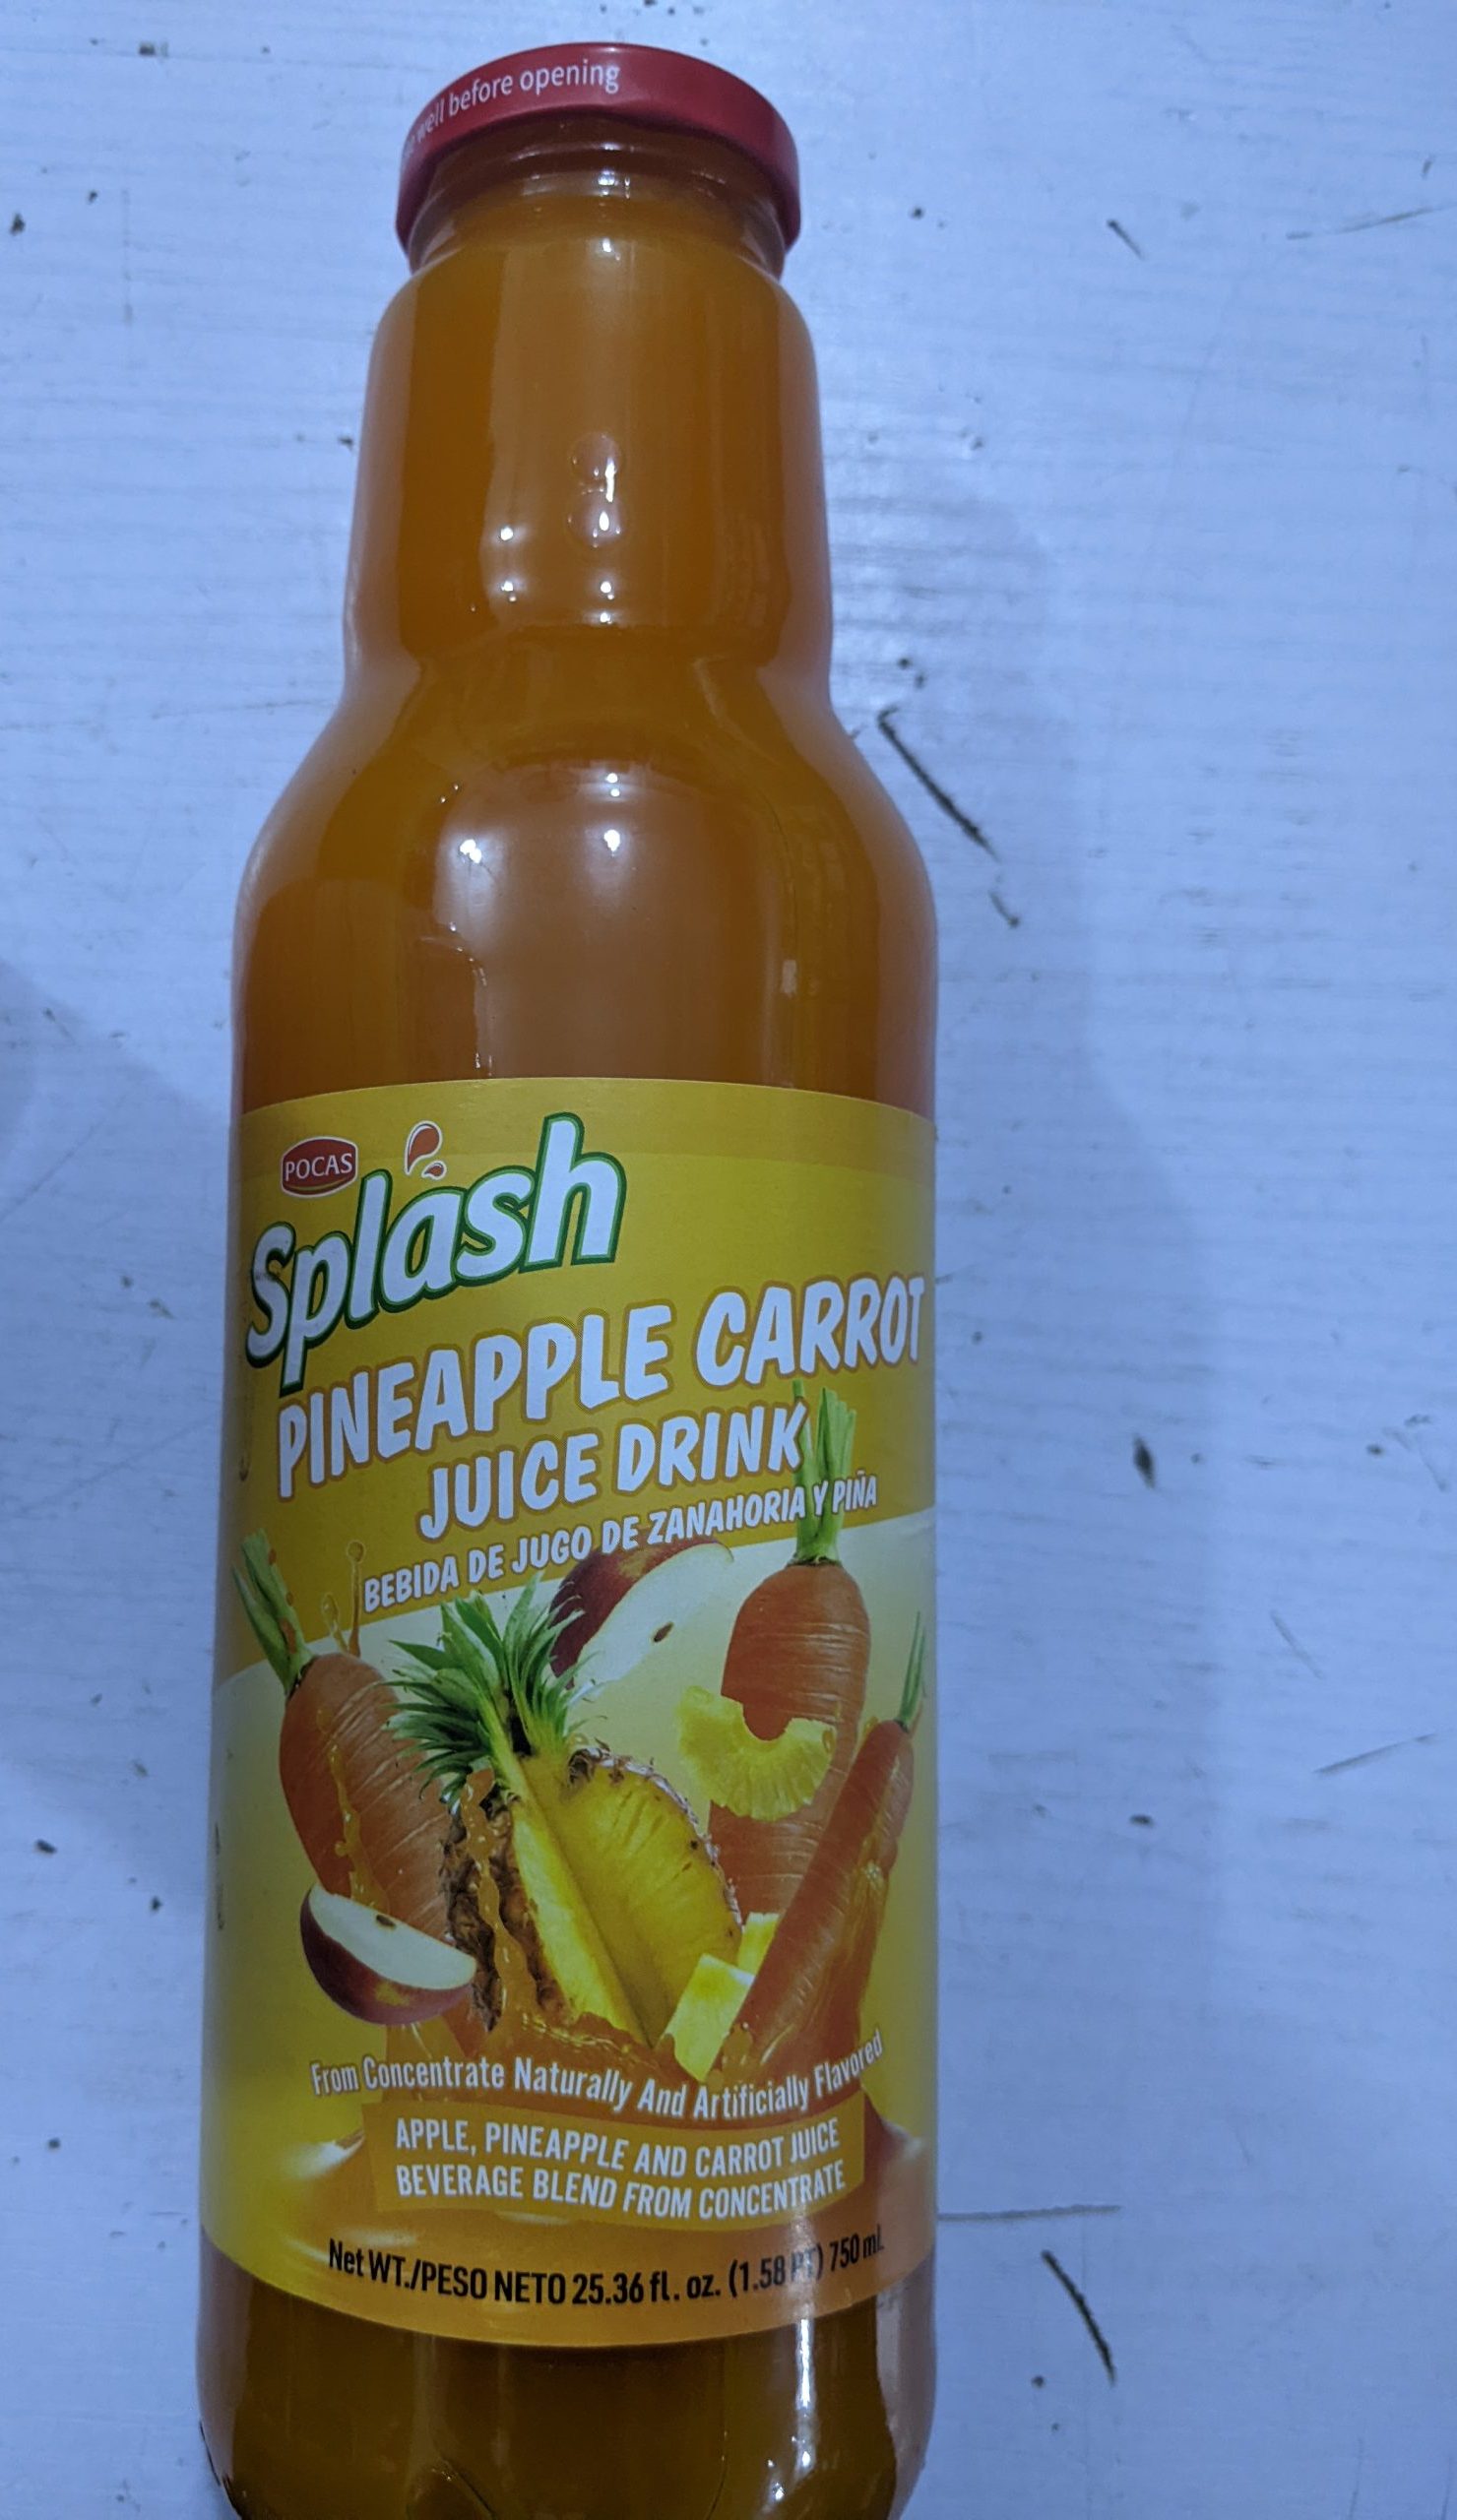 well before opening
POCAS
Splash
PINEAPPLE CARROT
JUICE DRINK
BEBIDA DE JUGO DE ZANAHORIA Y PIÑA
From Concentrate Naturally And Artificially Flavored
APPLE, PINEAPPLE AND CARROT JUICE
BEVERAGE BLEND FROM CONCENTRATE
Net WT./PESO NETO 25.36 fl. oz. (1.58 PT) 750 ml.